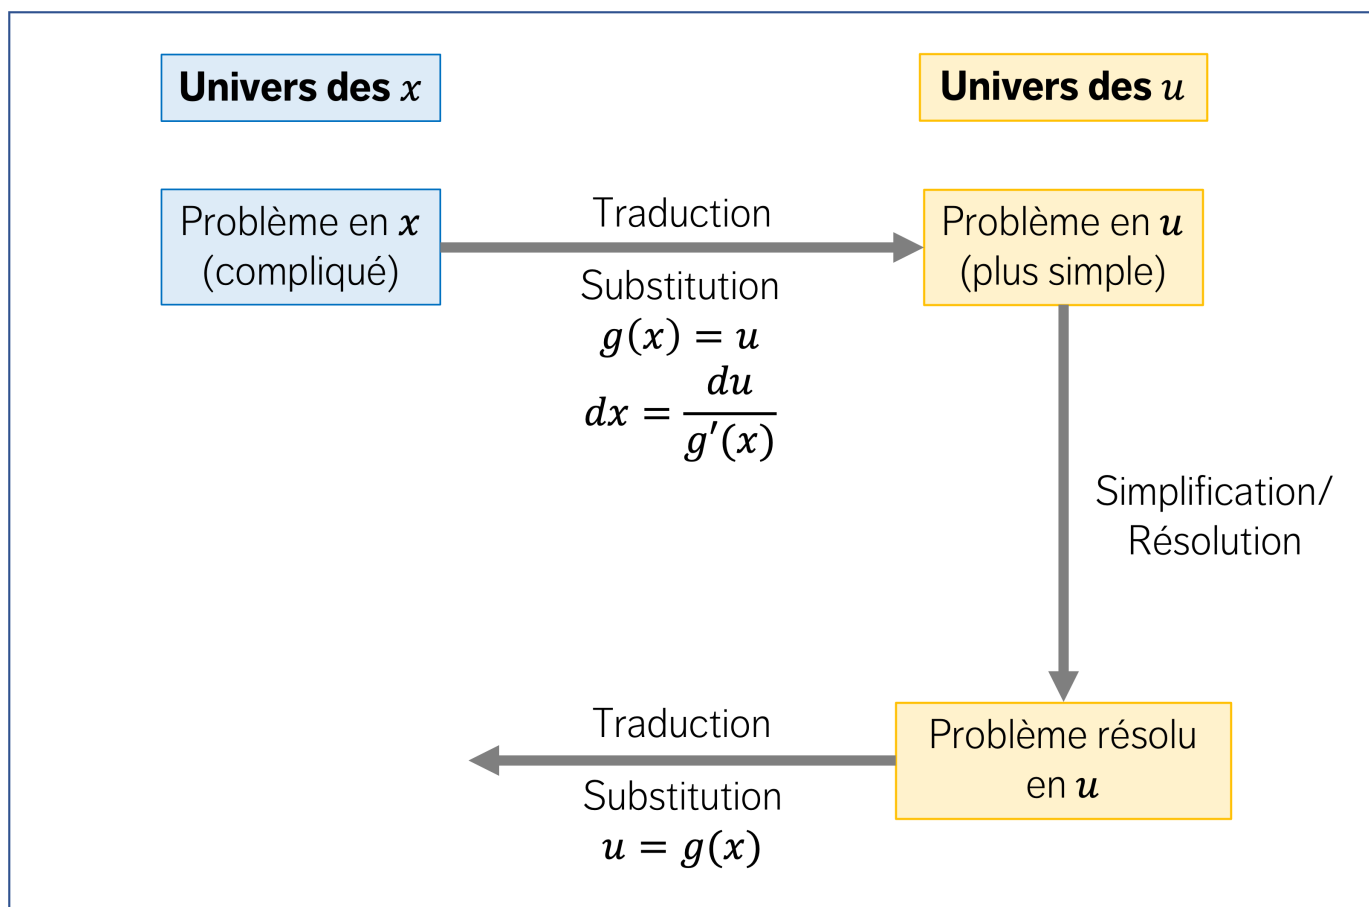 Univers des x
Univers des u
Problème en x
(compliqué)
Traduction
Substitution
g(x) = u
dx = du / g′(x)
Problème en u
(plus simple)
Simplification/
Résolution
Traduction
Substitution
u = g(x)
Problème résolu
en u